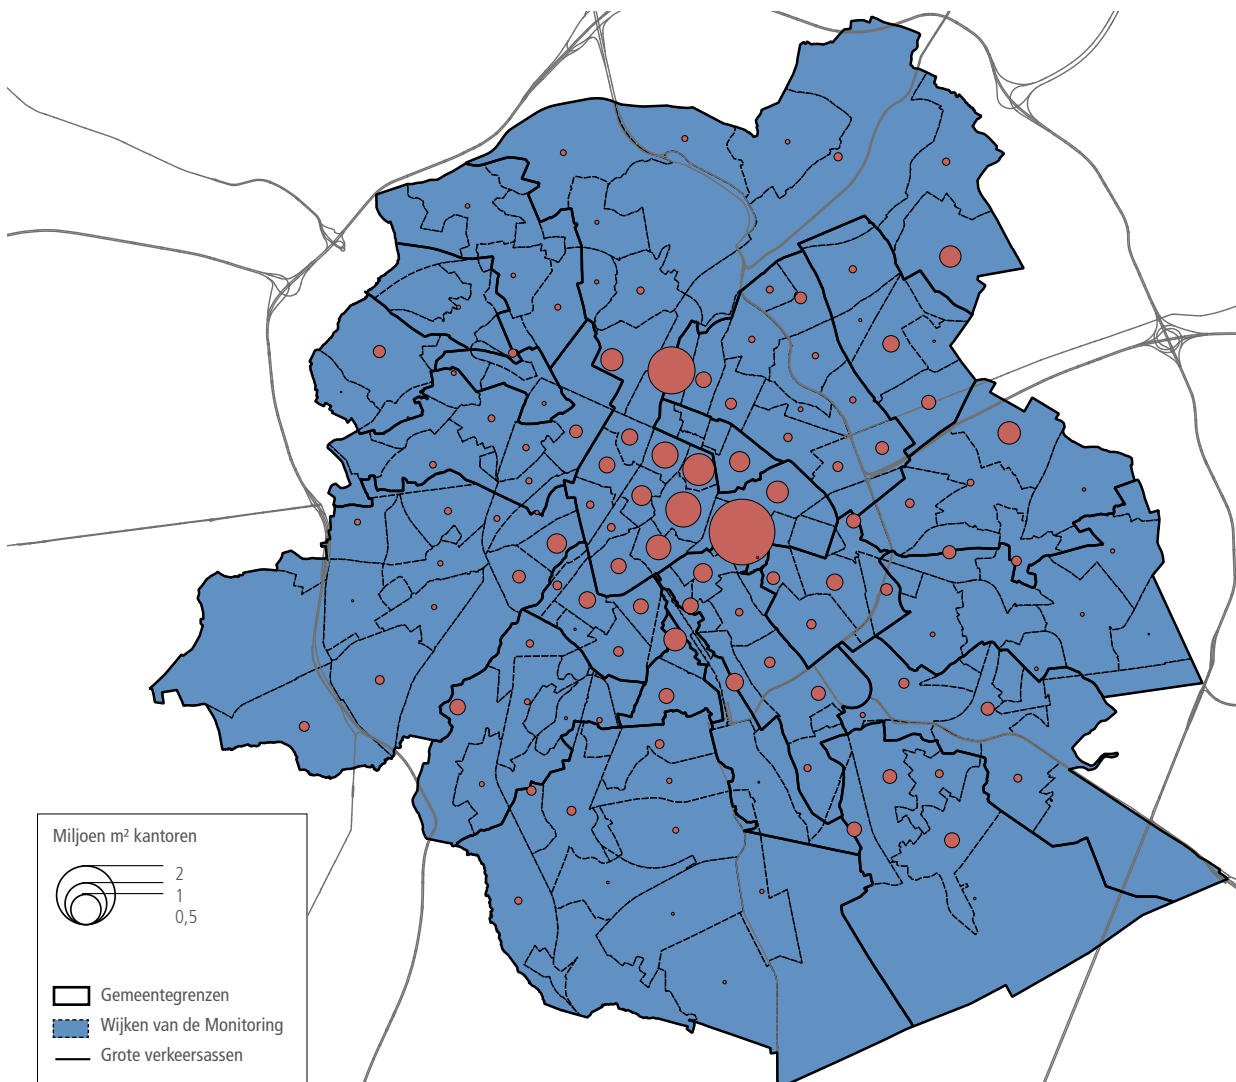 Miljoen m² kantoren
2
1
0,5
Gemeentegrenzen
Wijken van de Monitoring
Grote verkeersassen